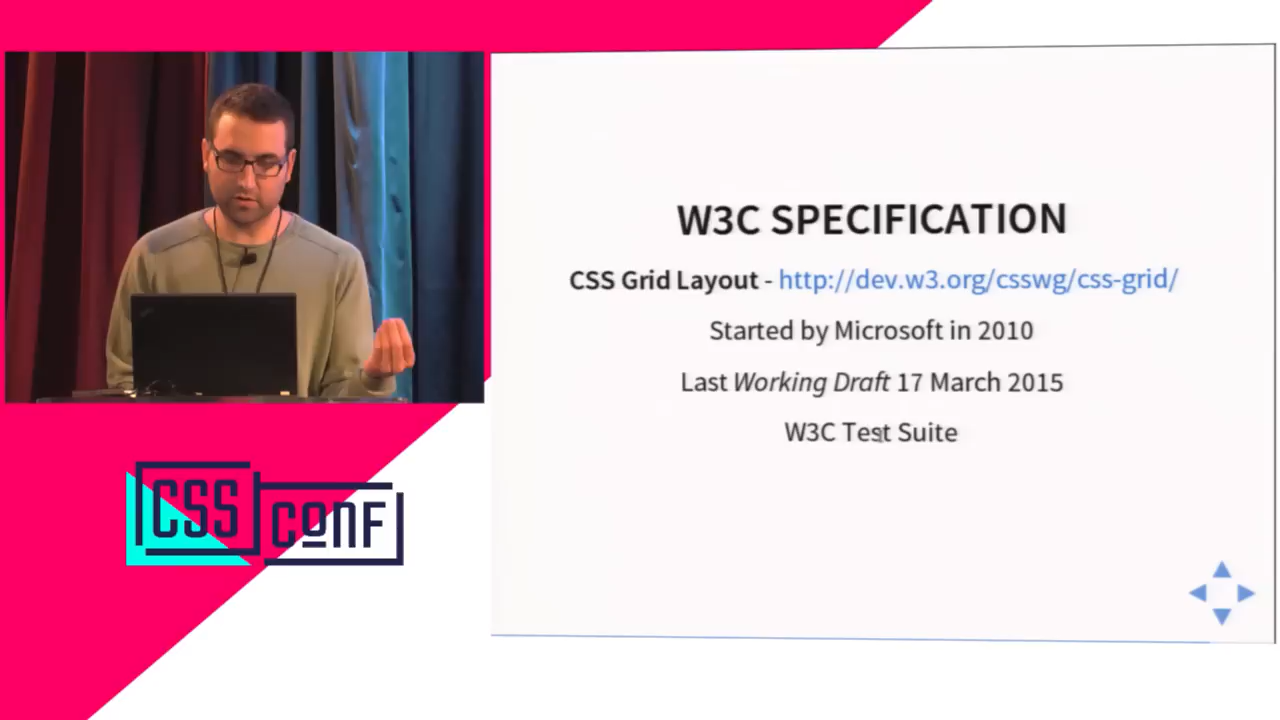 W3C SPECIFICATION
CSS Grid Layout - http://dev.w3.org/csswg/css-grid/
Started by Microsoft in 2010
Last Working Draft 17 March 2015
W3C Test Suite
CSS
CONF